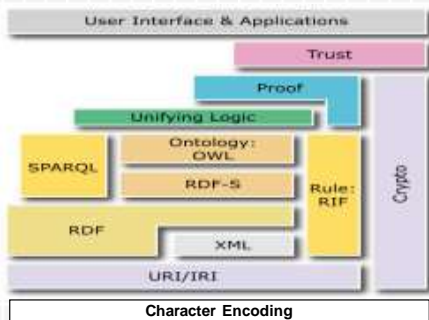 User Interface & Applications
Trust
Proof
Unifying Logic
Ontology:
OWL
SPARQL
RDF-S
Rule:
RIF
Crypto
RDF
XML
URI/IRI
Character Encoding